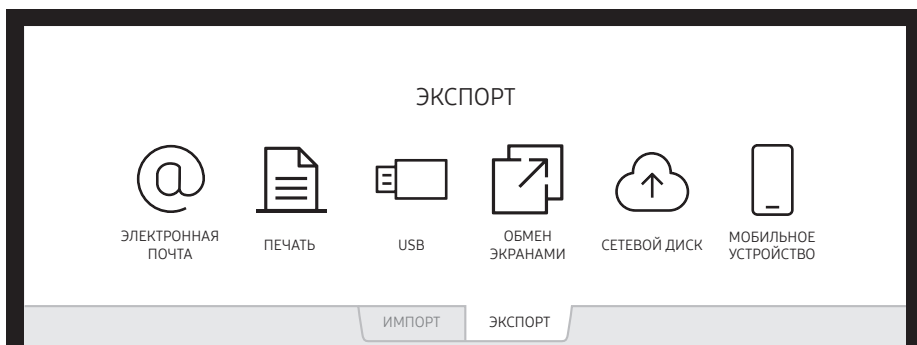 ЭКСПОРТ
ЭЛЕКТРОННАЯ
ПОЧТА
ПЕЧАТЬ
USB
ОБМЕН
ЭКРАНАМИ
СЕТЕВОЙ ДИСК
МОБИЛЬНОЕ
УСТРОЙСТВО
ИМПОРТ
ЭКСПОРТ